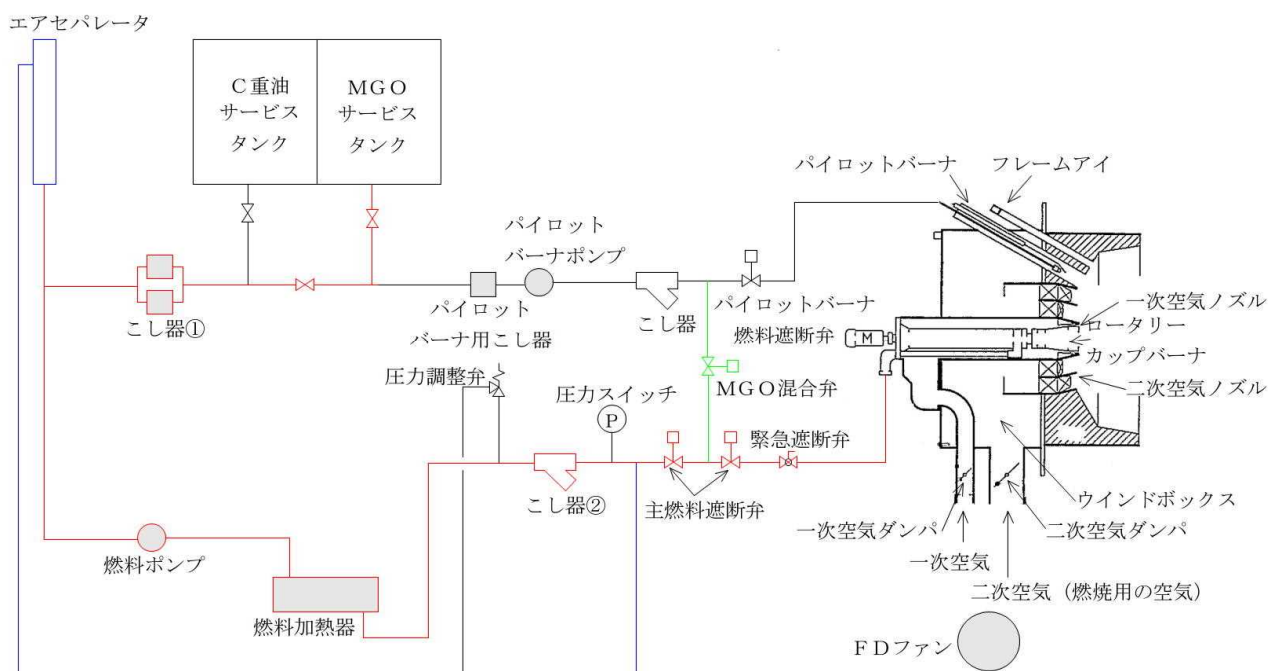 エアセパレータ
C重油
サービス
タンク
MGO
サービス
タンク
パイロットバーナ
フレームアイ
パイロット
バーナポンプ
こし器①
パイロット
バーナ用こし器
こし器
パイロットバーナ
燃料遮断弁
M
一次空気ノズル
ロータリー
カップバーナ
二次空気ノズル
圧力調整弁
圧力スイッチ
P
MGO混合弁
緊急遮断弁
こし器②
主燃料遮断弁
ウインドボックス
一次空気ダンパ
二次空気ダンパ
燃料ポンプ
一次空気
二次空気（燃焼用の空気）
燃料加熱器
FDファン